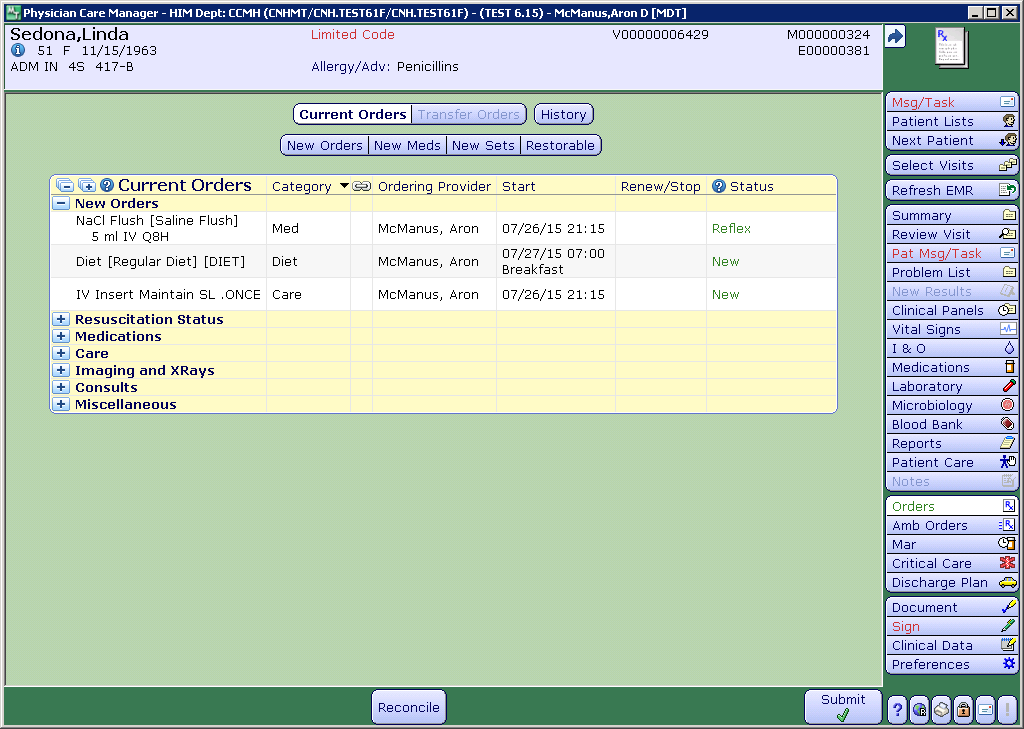 Physician Care Manager - HIM Dept: CCMH (CNHMT/CNH.TEST61F/CNH.TEST61F) - (TEST 6.15) - McManus,Aron D [MDT]
Sedona,Linda
Limited Code
V00000006429
M000000324
51 F 11/15/1963
E00000381
ADM IN 4S 417-B
Allergy/Adv: Penicillins
Current Orders
Transfer Orders
History
New Orders
New Meds
New Sets
Restorable
Current Orders
Category
Ordering Provider
Start
Renew/Stop
Status
New Orders
NaCl Flush [Saline Flush]
5 ml IV Q8H
Med
McManus, Aron
07/26/15 21:15
Reflex
Diet [Regular Diet] [DIET]
Diet
McManus, Aron
07/27/15 07:00
Breakfast
New
IV Insert Maintain SL .ONCE
Care
McManus, Aron
07/26/15 21:15
New
Resuscitation Status
Medications
Care
Imaging and XRays
Consults
Miscellaneous
Reconcile
Submit
Msg/Task
Patient Lists
Next Patient
Select Visits
Refresh EMR
Summary
Review Visit
Pat Msg/Task
Problem List
New Results
Clinical Panels
Vital Signs
I & O
Medications
Laboratory
Microbiology
Blood Bank
Reports
Patient Care
Notes
Orders
Amb Orders
Mar
Critical Care
Discharge Plan
Document
Sign
Clinical Data
Preferences